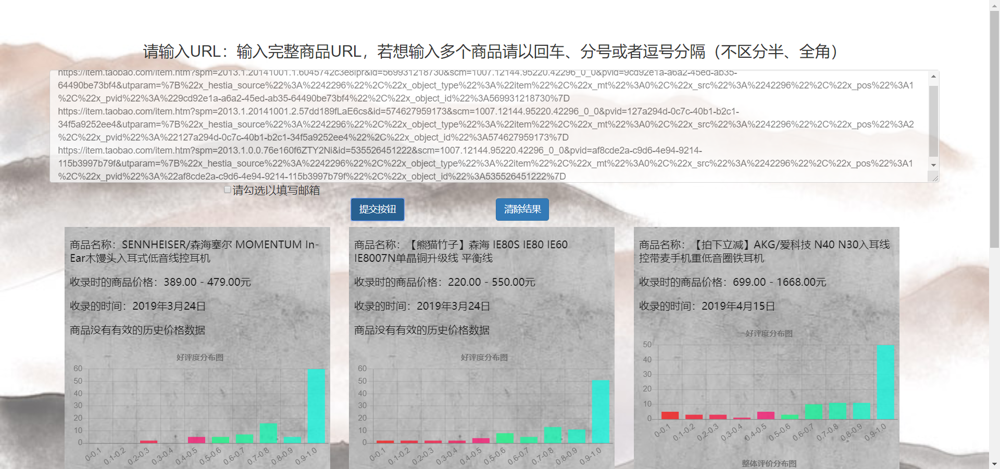 请输入URL：输入完整商品URL，若想输入多个商品请以回车、分号或者逗号分隔（不区分半、全角）
https://item.taobao.com/item.htm?spm=2013.1.20141001.1.6045742c3e8lpr&id=569931218730&scm=1007.12144.95220.42296_0_0&pvid=9cd92e1a-a6a2-45ed-ab35-
64490be73bf4&utparam=%7B%22x_hestia_source%22%3A%2242296%22%2C%22x_object_type%22%3A%22item%22%2C%22x_mt%22%3A0%2C%22x_src%22%3A%2242296%22%2C%22x_pos%22%3A1
%2C%22x_pvid%22%3A%229cd92e1a-a6a2-45ed-ab35-64490be73bf4%22%2C%22x_object_id%22%3A569931218730%7D
https://item.taobao.com/item.htm?spm=2013.1.20141001.2.57dd189fLaE6cs&id=574627959173&scm=1007.12144.95220.42296_0_0&pvid=127a294d-0c7c-40b1-b2c1-
34f5a9252ee4&utparam=%7B%22x_hestia_source%22%3A%2242296%22%2C%22x_object_type%22%3A%22item%22%2C%22x_mt%22%3A0%2C%22x_src%22%3A%2242296%22%2C%22x_pos%22%3A2
%2C%22x_pvid%22%3A%22127a294d-0c7c-40b1-b2c1-34f5a9252ee4%22%2C%22x_object_id%22%3A574627959173%7D
https://item.taobao.com/item.htm?spm=2013.1.0.0.76e160f6ZTY2Ni&id=535526451222&scm=1007.12144.95220.42296_0_0&pvid=af8cde2a-c9d6-4e94-9214-
115b3997b79f&utparam=%7B%22x_hestia_source%22%3A%2242296%22%2C%22x_object_type%22%3A%22item%22%2C%22x_mt%22%3A0%2C%22x_src%22%3A%2242296%22%2C%22x_pos%22%3A1
%2C%22x_pvid%22%3A%22af8cde2a-c9d6-4e94-9214-115b3997b79f%22%2C%22x_object_id%22%3A535526451222%7D
请勾选以填写邮箱
提交按钮
清除结果
商品名称：SENNHEISER/森海塞尔 MOMENTUM In-
Ear木馒头入耳式低音线控耳机
收录时的商品价格：389.00 - 479.00元
收录的时间：2019年3月24日
商品没有有效的历史价格数据
好评度分布图
60
50
40
30
20
10
0
0-0.1 0.1-0.2 0.2-0.3 0.3-0.4 0.4-0.5 0.5-0.6 0.6-0.7 0.7-0.8 0.8-0.9 0.9-1.0
商品名称：【熊猫竹子】森海 IE80S IE80 IE60
IE8007N单晶铜升级线 平衡线
收录时的商品价格：220.00 - 550.00元
收录的时间：2019年3月24日
商品没有有效的历史价格数据
好评度分布图
60
50
40
30
20
10
0
0-0.1 0.1-0.2 0.2-0.3 0.3-0.4 0.4-0.5 0.5-0.6 0.6-0.7 0.7-0.8 0.8-0.9 0.9-1.0
商品名称：【拍下立减】AKG/爱科技 N40 N30入耳线
控带麦手机重低音圈铁耳机
收录时的商品价格：699.00 - 1668.00元
收录的时间：2019年4月15日
好评度分布图
50
40
30
20
10
0
0-0.1 0.1-0.2 0.2-0.3 0.3-0.4 0.4-0.5 0.5-0.6 0.6-0.7 0.7-0.8 0.8-0.9 0.9-1.0
整体评价分布图